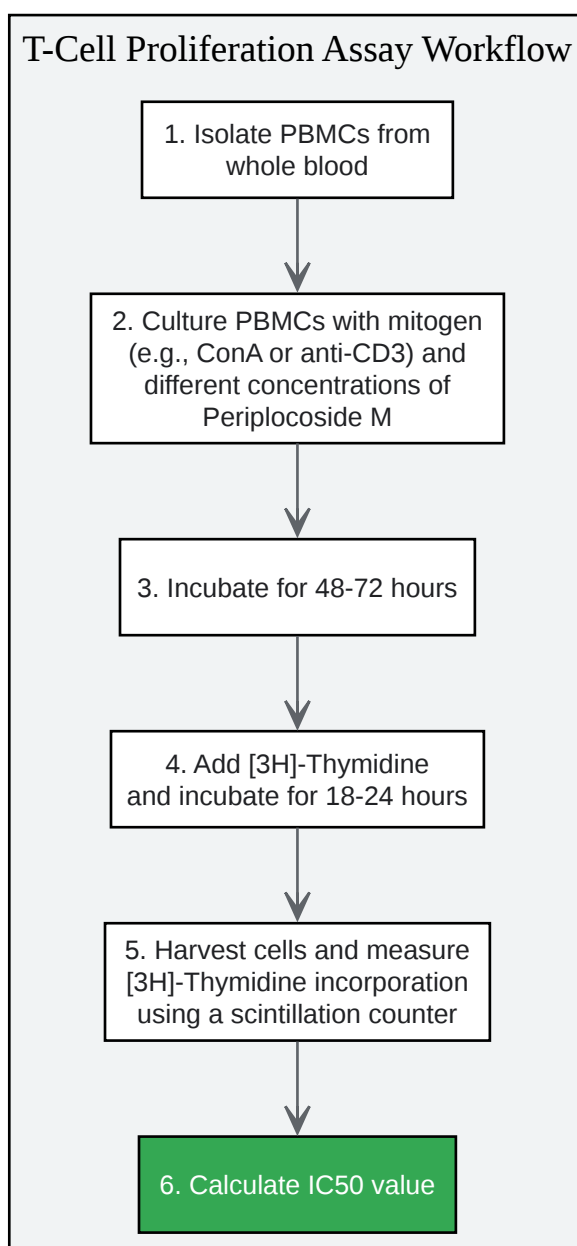 T-Cell Proliferation Assay Workflow
1. Isolate PBMCs from
whole blood
2. Culture PBMCs with mitogen
(e.g., ConA or anti-CD3) and
different concentrations of
Periplocoside M
3. Incubate for 48-72 hours
4. Add [3H]-Thymidine
and incubate for 18-24 hours
5. Harvest cells and measure
[3H]-Thymidine incorporation
using a scintillation counter
6. Calculate IC50 value